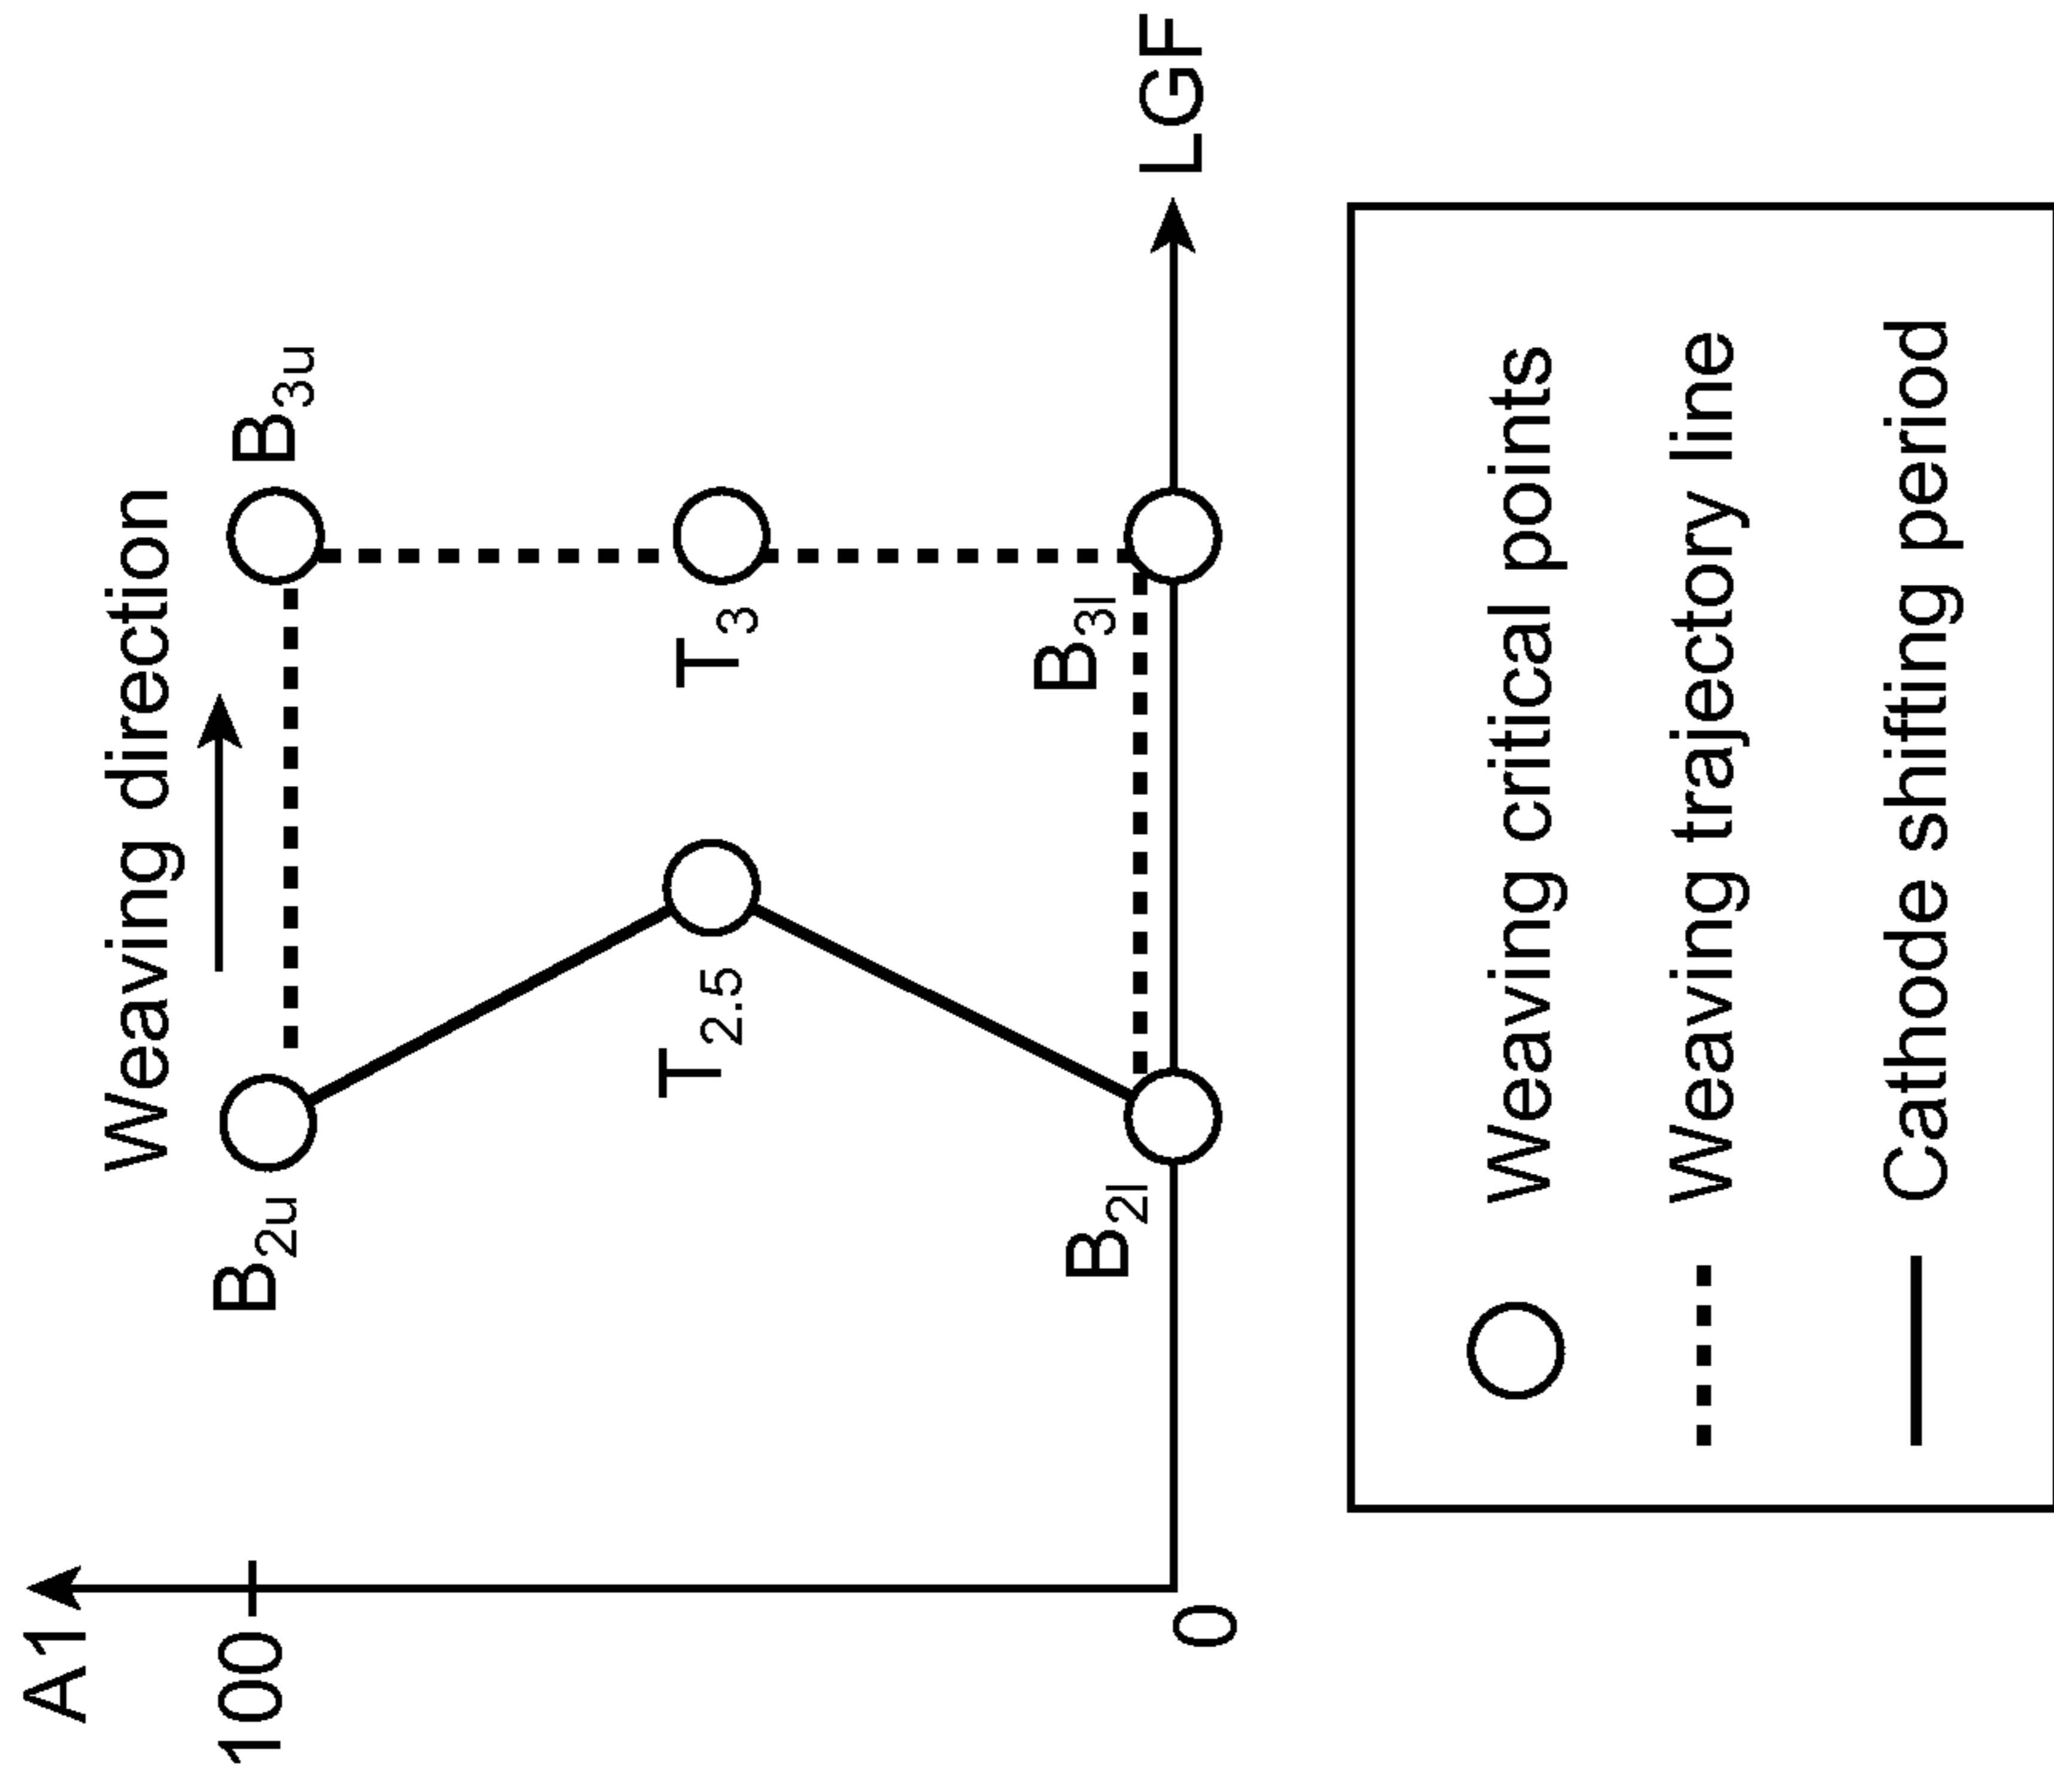 A1
Weaving direction
100
B2u
B3u
T2.5
T3
B2l
B3l
0
LGF
Weaving critical points
Weaving trajectory line
Cathode shifting period